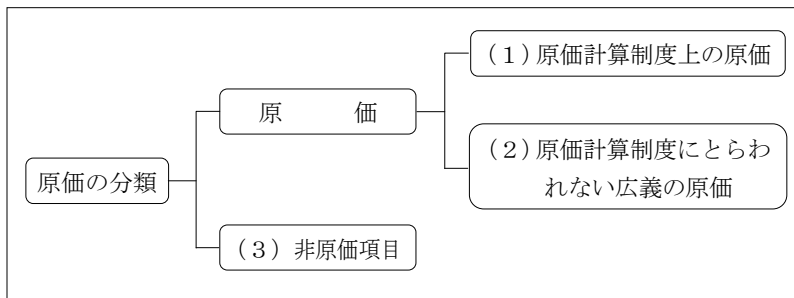 原価の分類
原　　　価
(1)原価計算制度上の原価
(2)原価計算制度にとらわ
れない広義の原価
(3)非原価項目